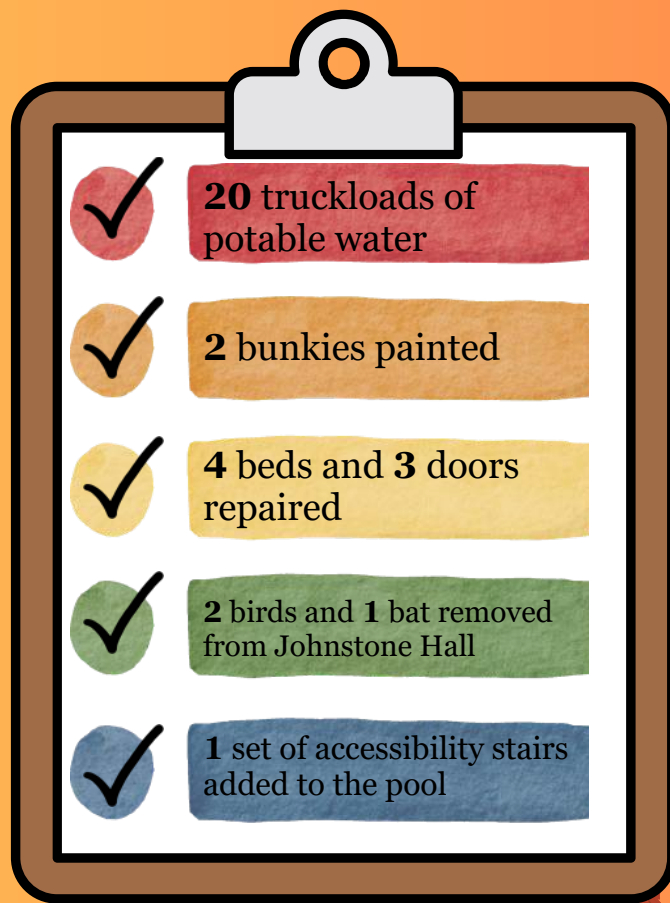 20 truckloads of
potable water
2 bunkies painted
4 beds and 3 doors
repaired
2 birds and 1 bat removed
from Johnstone Hall
1 set of accessibility stairs
added to the pool